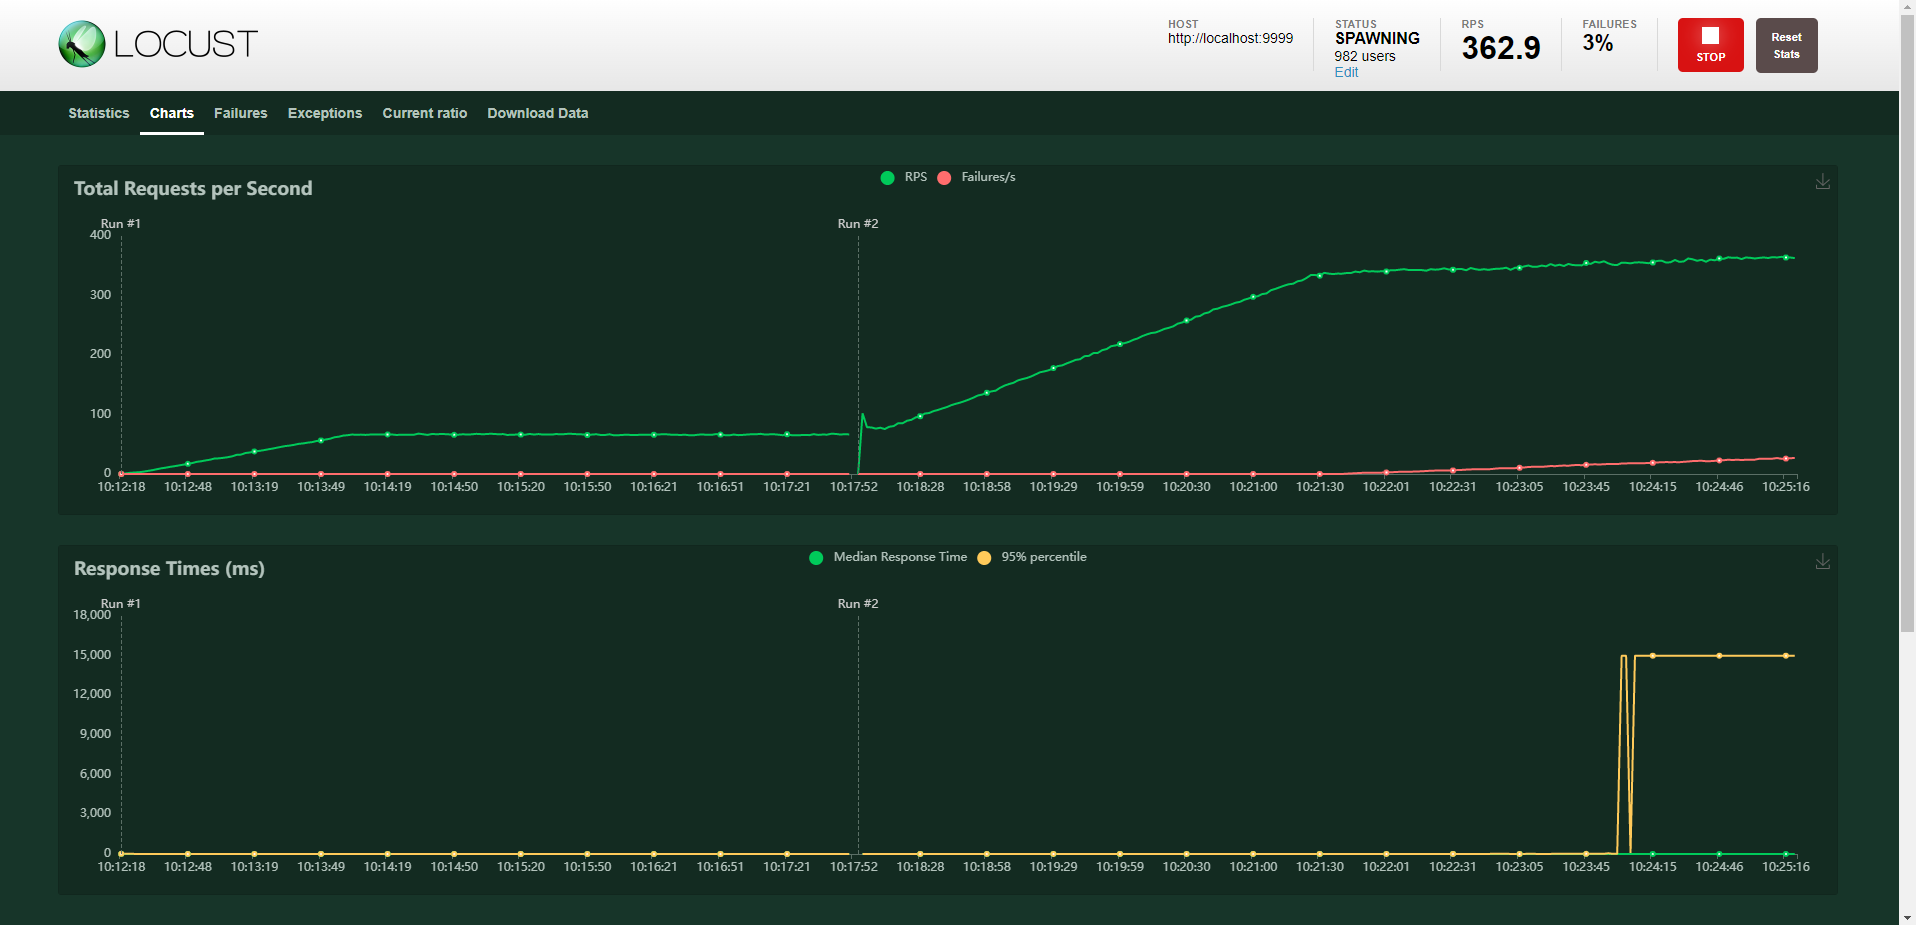 LOCUST
HOST
http://localhost:9999
STATUS
SPAWNING
982 users
Edit
RPS
362.9
FAILURES
3%
STOP
Reset
Stats
Statistics Charts Failures Exceptions Current ratio Download Data
Total Requests per Second
RPS Failures/s
Run #1 Run #2
400
300
200
100
0
10:12:18 10:12:48 10:13:19 10:13:49 10:14:19 10:14:50 10:15:20 10:15:50 10:16:21 10:16:51 10:17:21 10:17:52 10:18:28 10:18:58 10:19:29 10:19:59 10:20:30 10:21:00 10:21:30 10:22:01 10:22:31 10:23:05 10:23:45 10:24:15 10:24:46 10:25:16
Response Times (ms)
Median Response Time 95% percentile
Run #1 Run #2
18,000
15,000
12,000
9,000
6,000
3,000
0
10:12:18 10:12:48 10:13:19 10:13:49 10:14:19 10:14:50 10:15:20 10:15:50 10:16:21 10:16:51 10:17:21 10:17:52 10:18:28 10:18:58 10:19:29 10:19:59 10:20:30 10:21:00 10:21:30 10:22:01 10:22:31 10:23:05 10:23:45 10:24:15 10:24:46 10:25:16